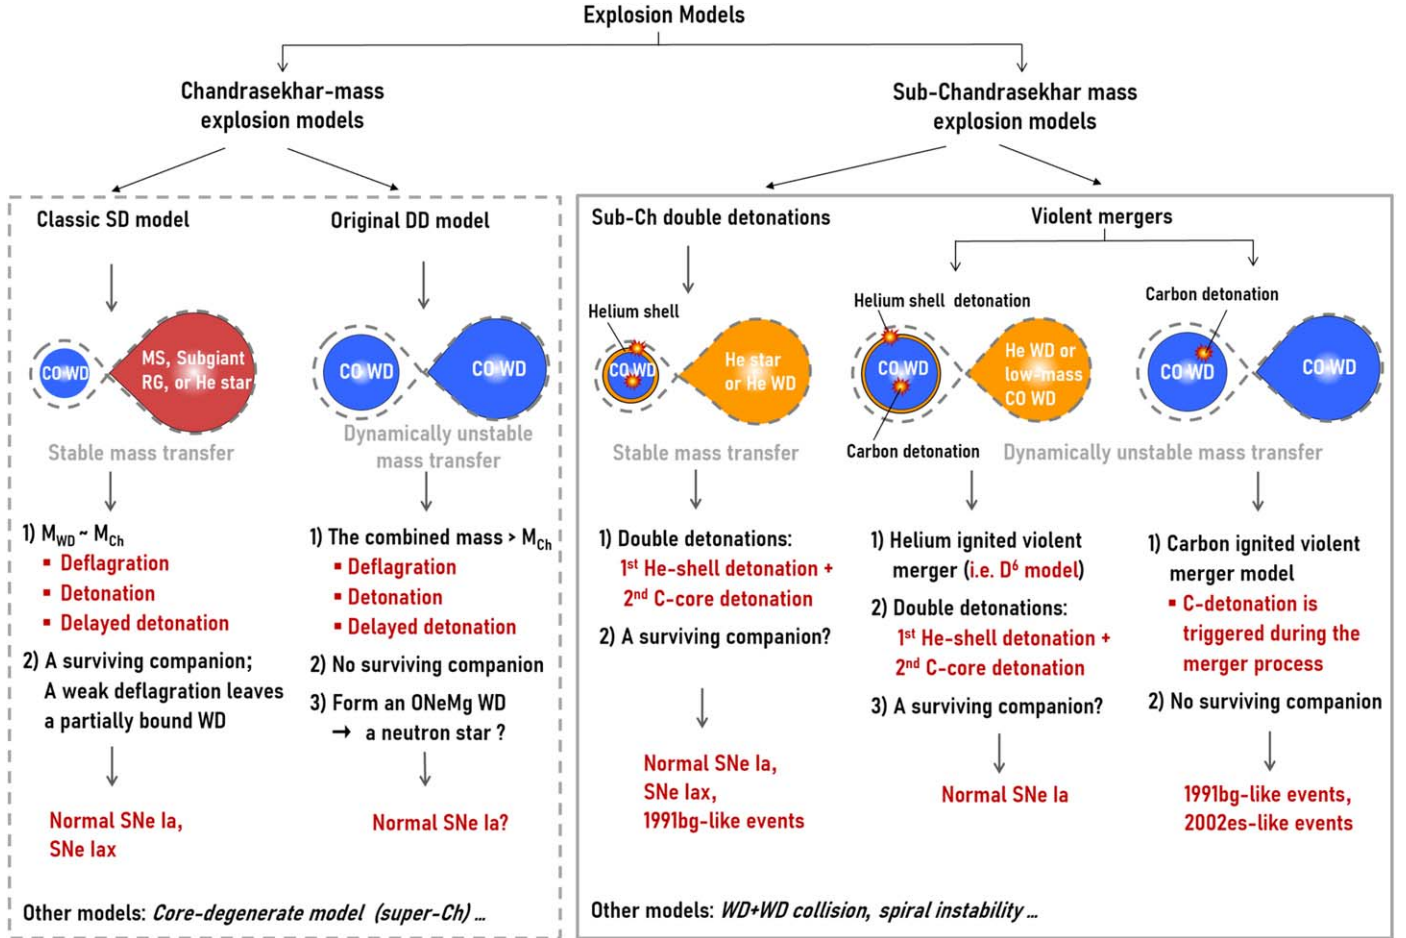 Explosion Models
Chandrasekhar-mass
explosion models
Sub-Chandrasekhar mass
explosion models
Classic SD model
Original DD model
Sub-Ch double detonations
Violent mergers
CO WD
MS, Subgiant
RG, or He star
Stable mass transfer
CO WD
CO WD
Dynamically unstable
mass transfer
Helium shell
CO WD
He star
or He WD
Stable mass transfer
Helium shell detonation
CO WD
He WD or
low-mass
CO WD
Carbon detonation
Carbon detonation
CO WD
CO WD
Dynamically unstable mass transfer
1) M_WD ~ M_Ch
▪ Deflagration
▪ Detonation
▪ Delayed detonation
2) A surviving companion;
A weak deflagration leaves
a partially bound WD
Normal SNe Ia,
SNe Iax
1) The combined mass > M_Ch
▪ Deflagration
▪ Detonation
▪ Delayed detonation
2) No surviving companion
3) Form an ONeMg WD
→ a neutron star ?
Normal SNe Ia?
Other models: Core-degenerate model (super-Ch) ...
1) Double detonations:
1st He-shell detonation +
2nd C-core detonation
2) A surviving companion?
Normal SNe Ia,
SNe Iax,
1991bg-like events
1) Helium ignited violent
merger (i.e. D⁶ model)
2) Double detonations:
1st He-shell detonation +
2nd C-core detonation
3) A surviving companion?
Normal SNe Ia
1) Carbon ignited violent
merger model
▪ C-detonation is
triggered during the
merger process
2) No surviving companion
1991bg-like events,
2002es-like events
Other models: WD+WD collision, spiral instability ...